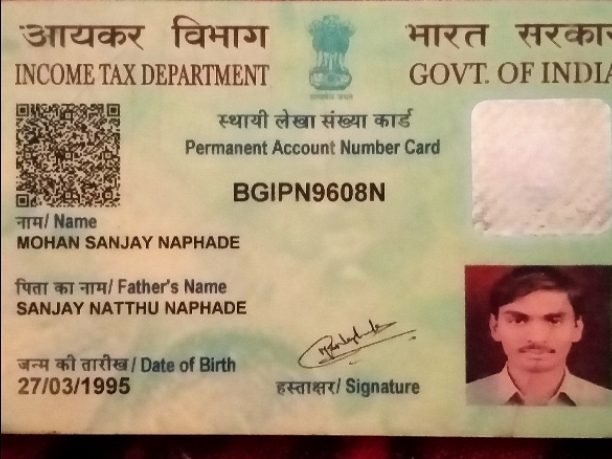 आयकर विभाग
INCOME TAX DEPARTMENT
भारत सरकार
GOVT. OF INDIA
स्थायी लेखा संख्या कार्ड
Permanent Account Number Card
BGIPN9608N
नाम/ Name
MOHAN SANJAY NAPHADE
पिता का नाम/ Father's Name
SANJAY NATTHU NAPHADE
जन्म की तारीख/ Date of Birth
27/03/1995
हस्ताक्षर/ Signature